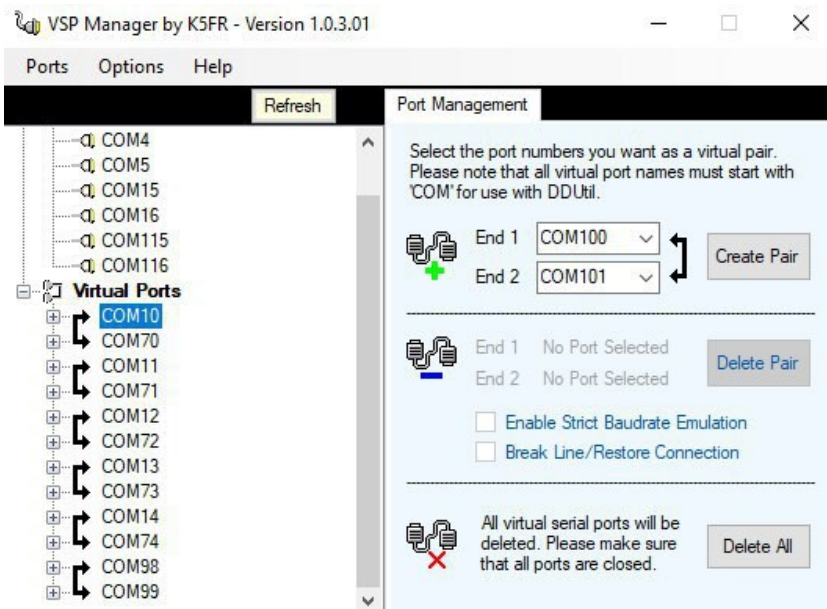 VSP Manager by K5FR - Version 1.0.3.01
Ports Options Help
Refresh
COM4
COM5
COM15
COM16
COM115
COM116
Virtual Ports
COM10
COM70
COM11
COM71
COM12
COM72
COM13
COM73
COM14
COM74
COM98
COM99
Port Management
Select the port numbers you want as a virtual pair.
Please note that all virtual port names must start with
'COM' for use with DDUtil.
End 1 COM100
End 2 COM101
Create Pair
End 1 No Port Selected
End 2 No Port Selected
Delete Pair
Enable Strict Baudrate Emulation
Break Line/Restore Connection
All virtual serial ports will be
deleted. Please make sure
that all ports are closed.
Delete All